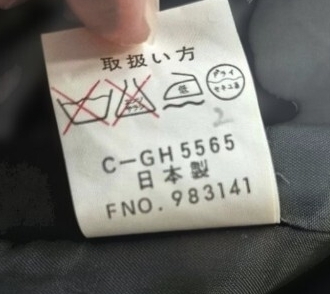 取扱い方
低 ドライ セキユ系
2
C-GH5565
日本製
FNO.983141